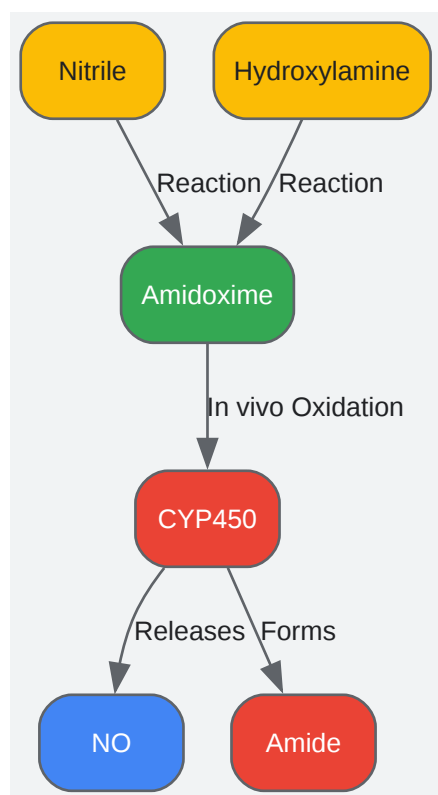 Nitrile
Hydroxylamine
Reaction
Reaction
Amidoxime
In vivo Oxidation
CYP450
Releases
Forms
NO
Amide